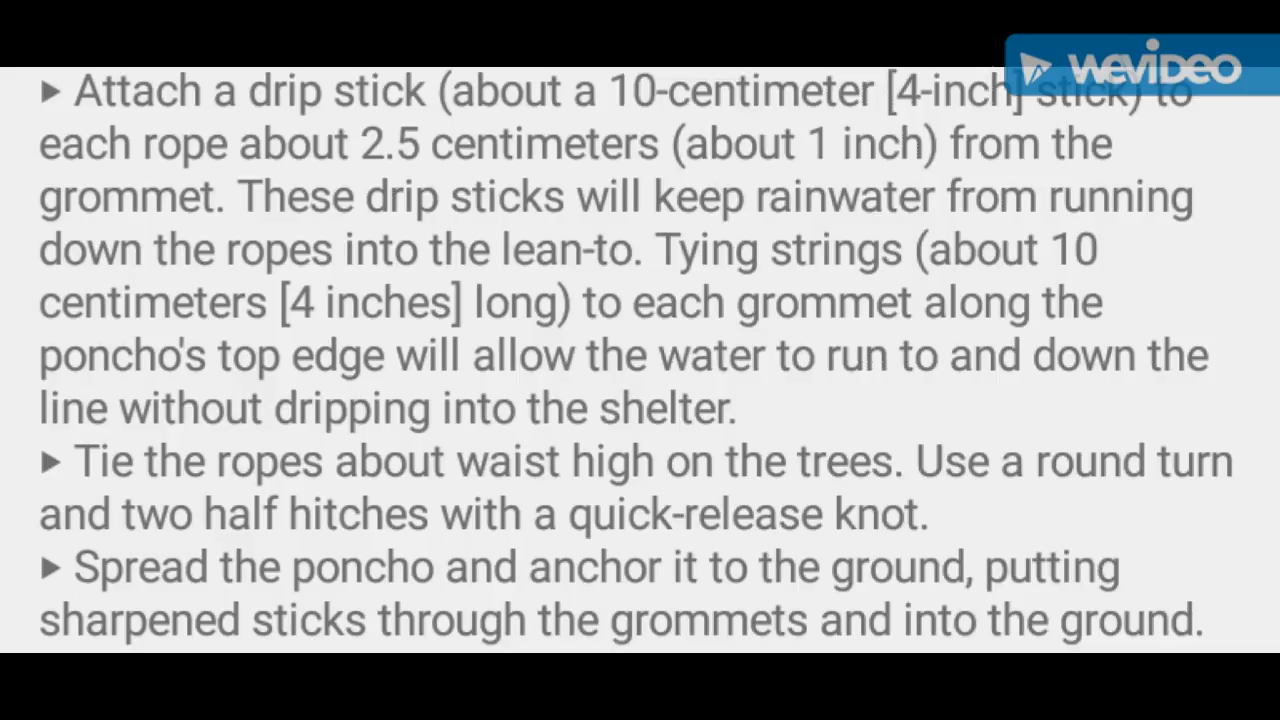 WeVideo
► Attach a drip stick (about a 10-centimeter [4-inch] stick) to
each rope about 2.5 centimeters (about 1 inch) from the
grommet. These drip sticks will keep rainwater from running
down the ropes into the lean-to. Tying strings (about 10
centimeters [4 inches] long) to each grommet along the
poncho's top edge will allow the water to run to and down the
line without dripping into the shelter.
► Tie the ropes about waist high on the trees. Use a round turn
and two half hitches with a quick-release knot.
► Spread the poncho and anchor it to the ground, putting
sharpened sticks through the grommets and into the ground.